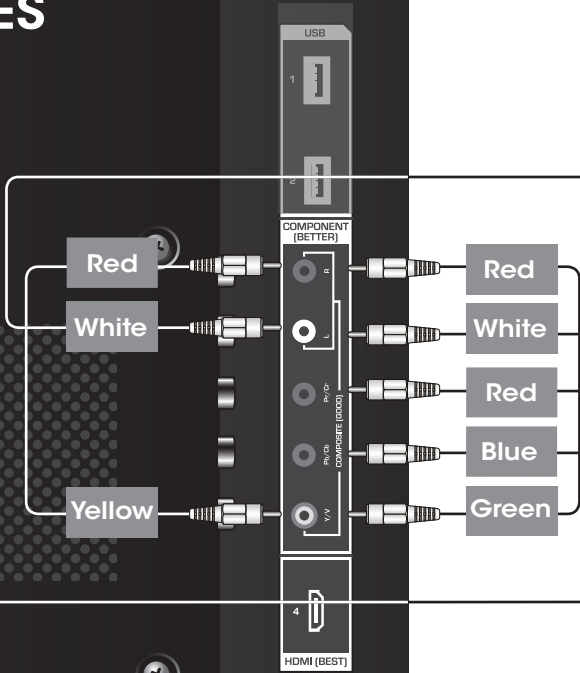 ES
USB
1
2
COMPONENT
(BETTER)
R
L
Pr/Cr
Pb/Cb
Y/V
COMPOSITE (GOOD)
Red
White
Yellow
Red
White
Red
Blue
Green
4
HDMI (BEST)